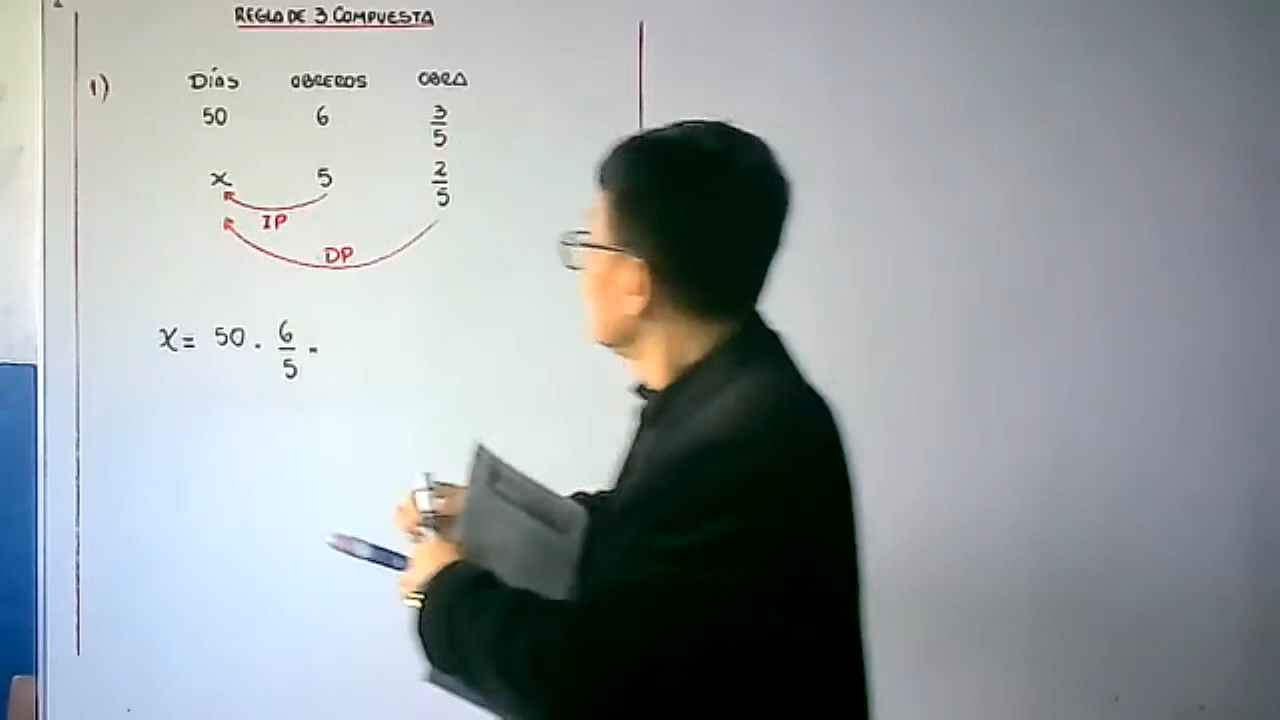 REGLA DE 3 COMPUESTA
1) DÍAS OBREROS OBRA
50 6 3/5
x 5 2/5
IP
DP
x = 50 . 6/5 .